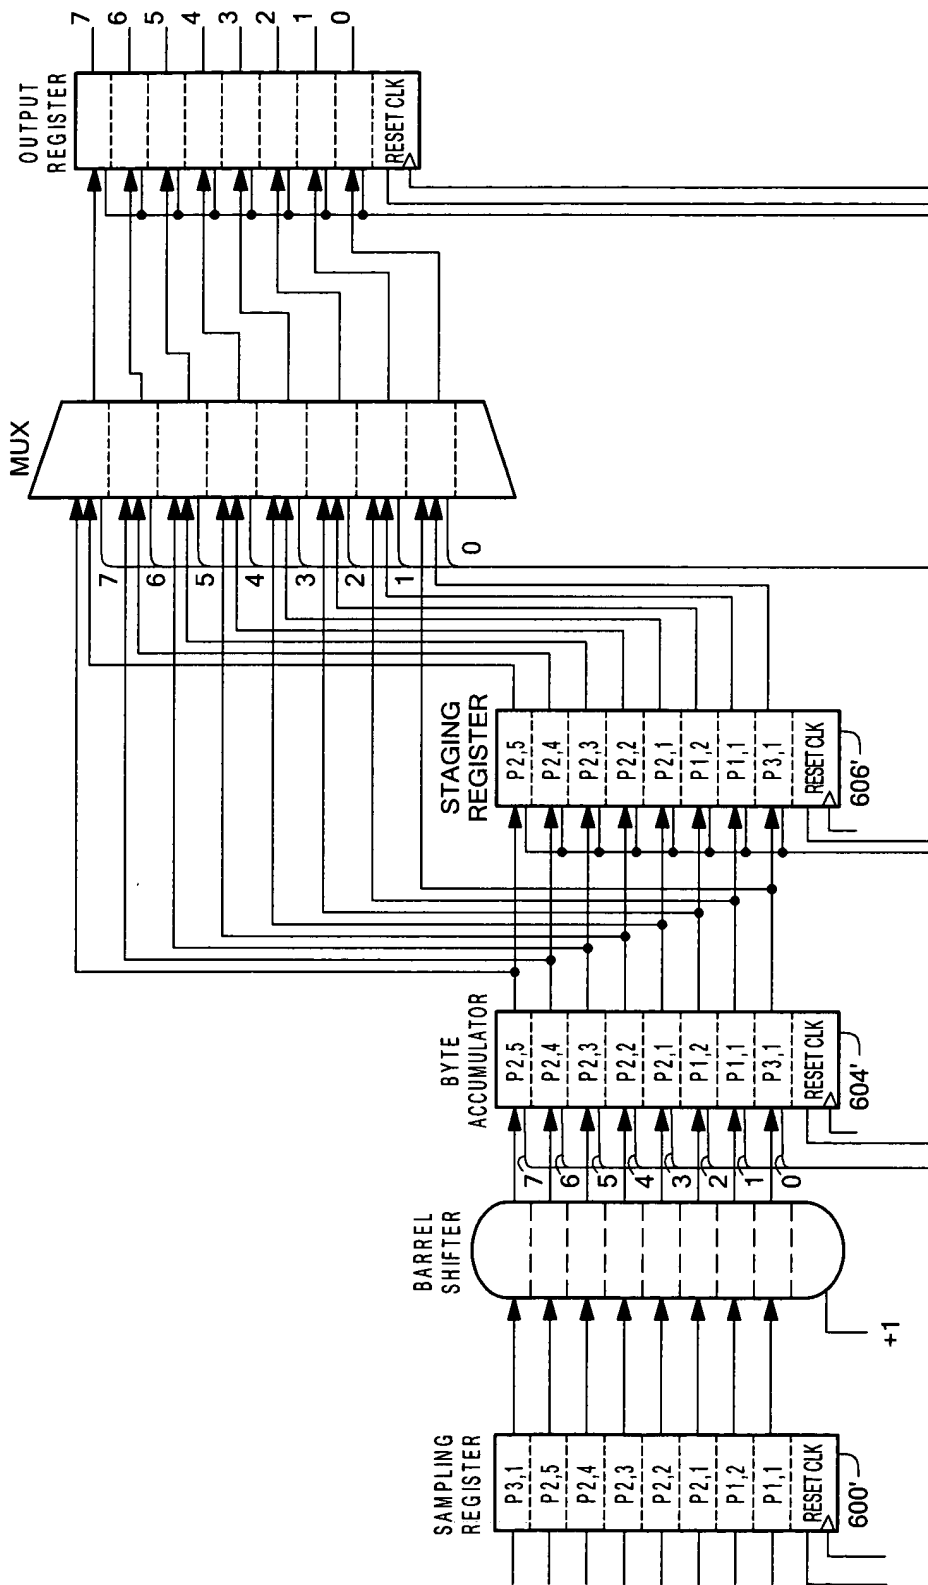 OUTPUT
REGISTER
7
6
5
4
3
2
1
0
RESET CLK
MUX
7
6
5
4
3
2
1
0
STAGING
REGISTER
P2,5
P2,4
P2,3
P2,2
P2,1
P1,2
P1,1
P3,1
RESET CLK
606'
BYTE
ACCUMULATOR
P2,5
P2,4
P2,3
P2,2
P2,1
P1,2
P1,1
P3,1
RESET CLK
604'
7
6
5
4
3
2
1
0
BARREL
SHIFTER
+1
SAMPLING
REGISTER
P3,1
P2,5
P2,4
P2,3
P2,2
P2,1
P1,2
P1,1
RESET CLK
600'